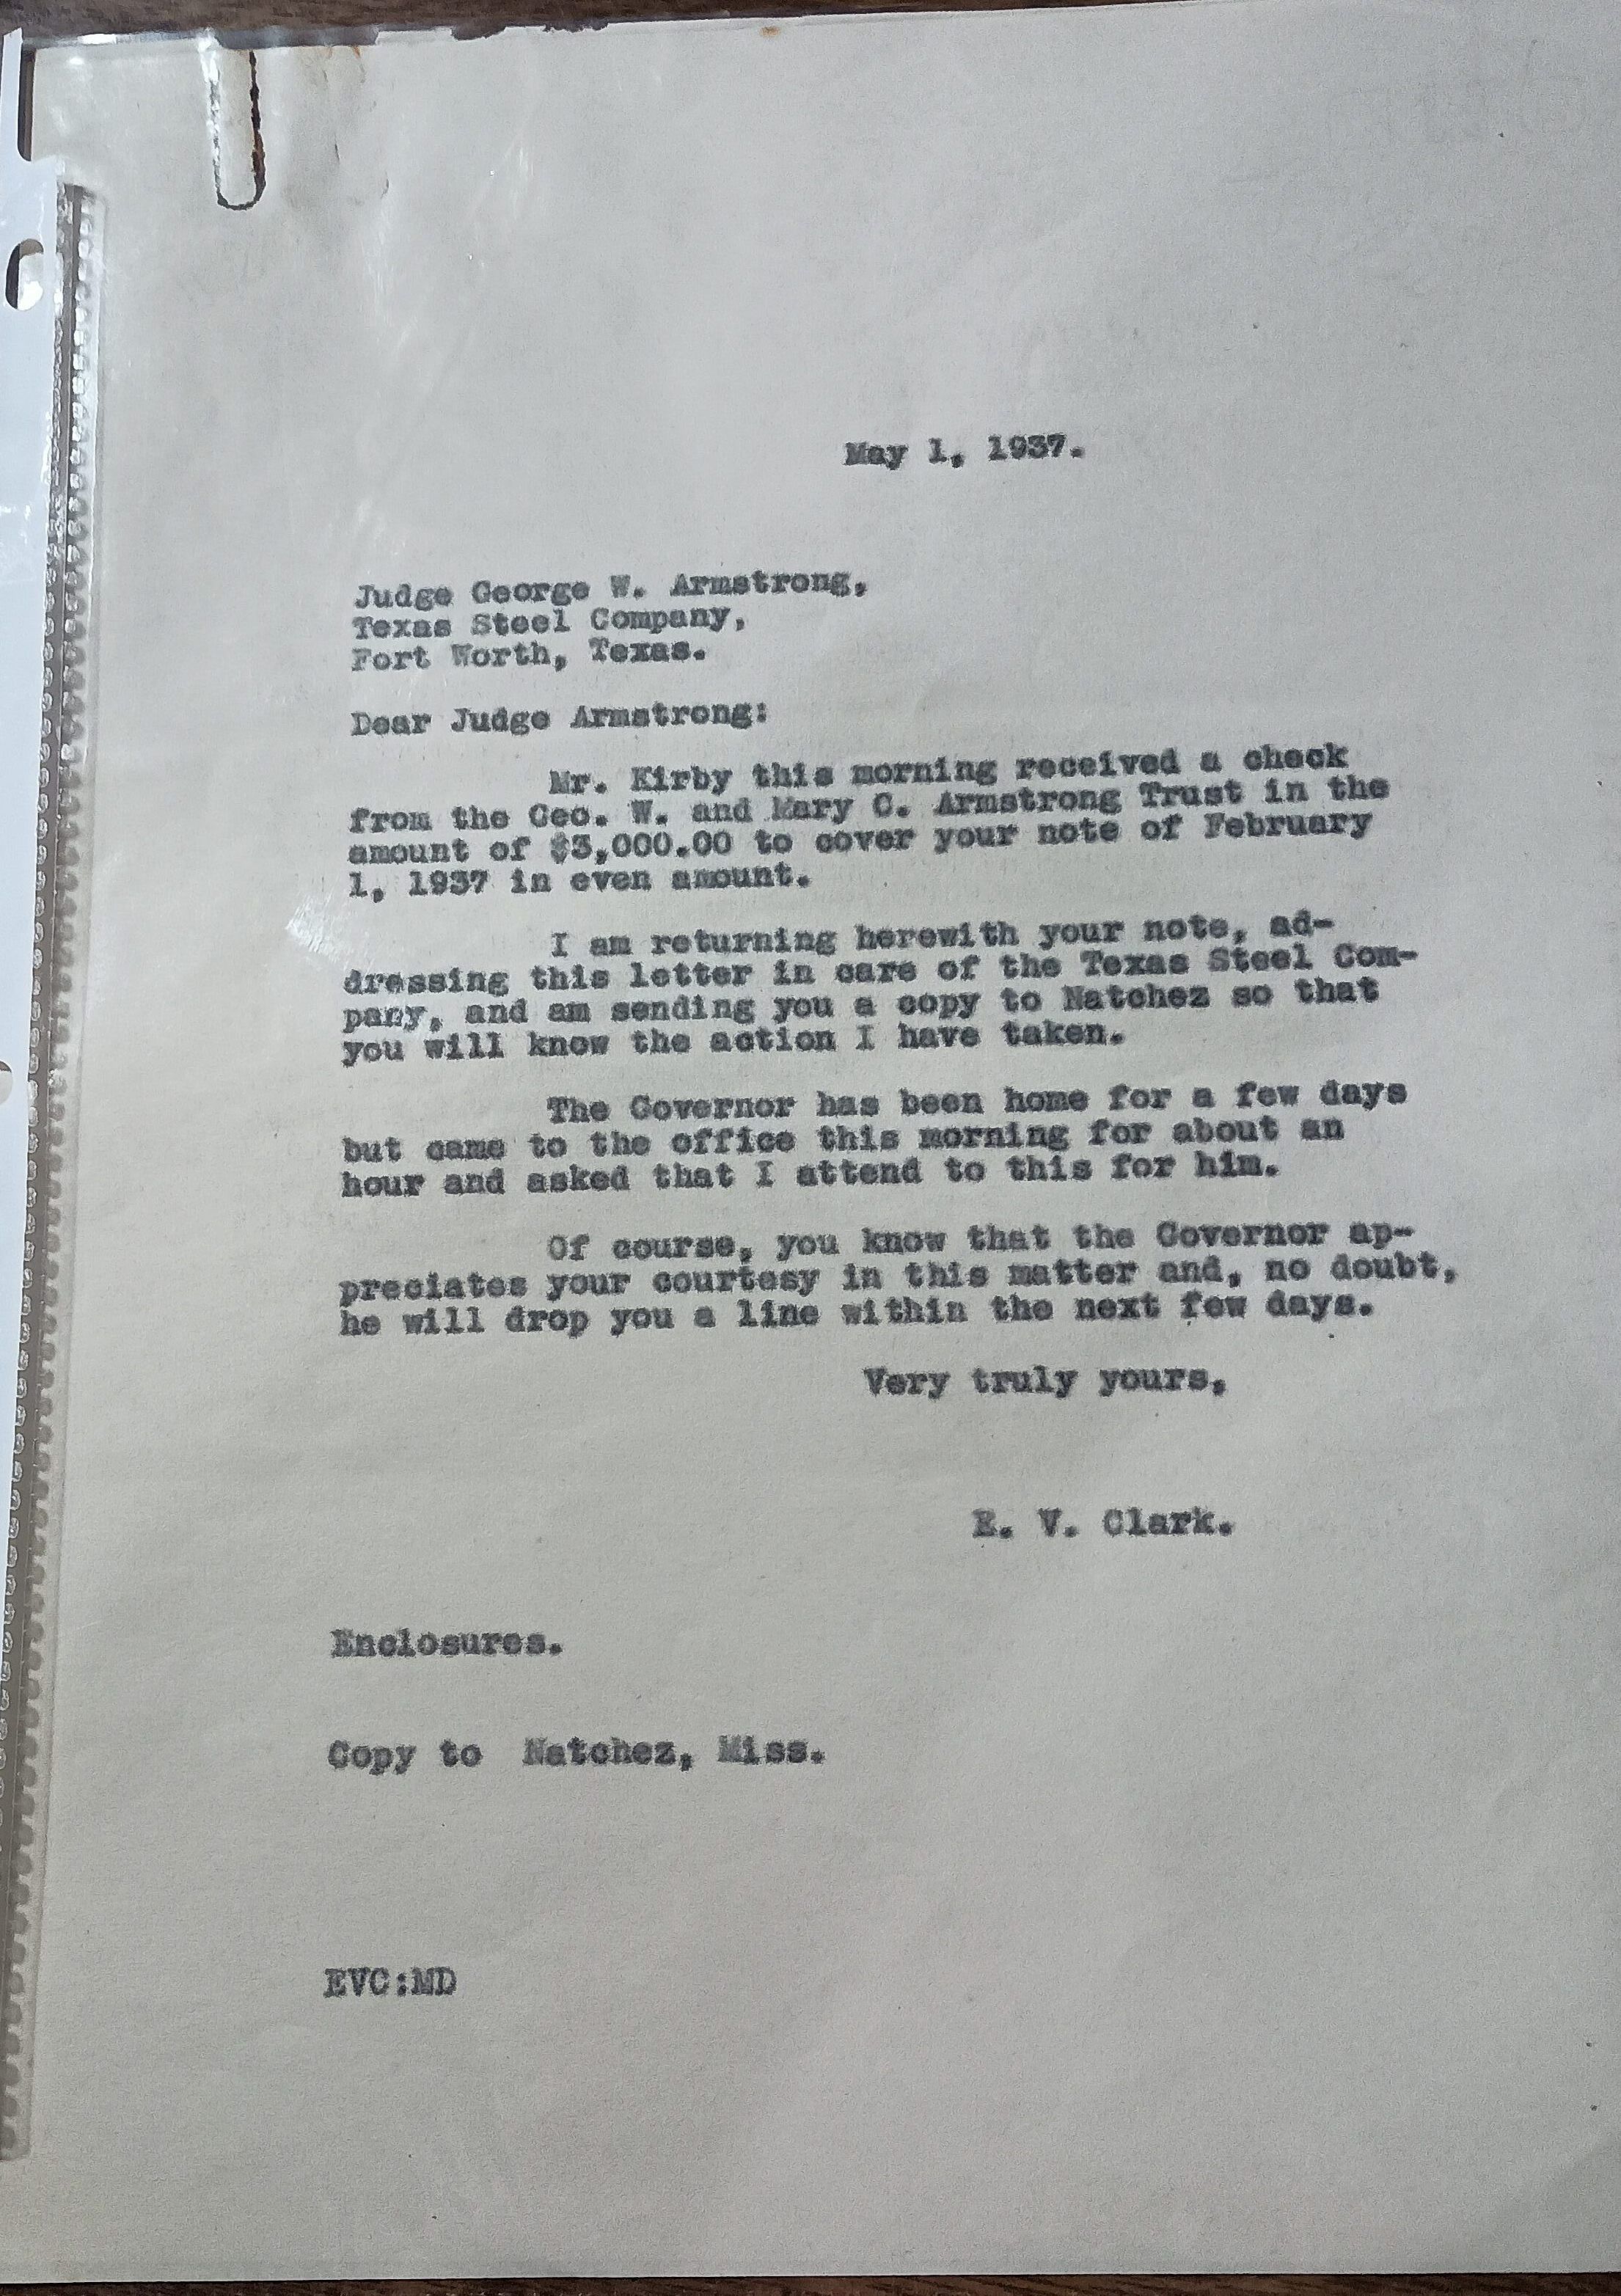 May 1, 1937.
Judge George W. Armstrong,
Texas Steel Company,
Fort Worth, Texas.
Dear Judge Armstrong:
Mr. Kirby this morning received a check
from the Geo. W. and Mary C. Armstrong Trust in the
amount of $3,000.00 to cover your note of February
1, 1937 in even amount.
I am returning herewith your note, ad-
dressing this letter in care of the Texas Steel Com-
pany, and am sending you a copy to Natchez so that
you will know the action I have taken.
The Governor has been home for a few days
but came to the office this morning for about an
hour and asked that I attend to this for him.
Of course, you know that the Governor ap-
preciates your courtesy in this matter and, no doubt,
he will drop you a line within the next few days.
Very truly yours,
E. V. Clark.
Enclosures.
Copy to Natchez, Miss.
EVC:MD